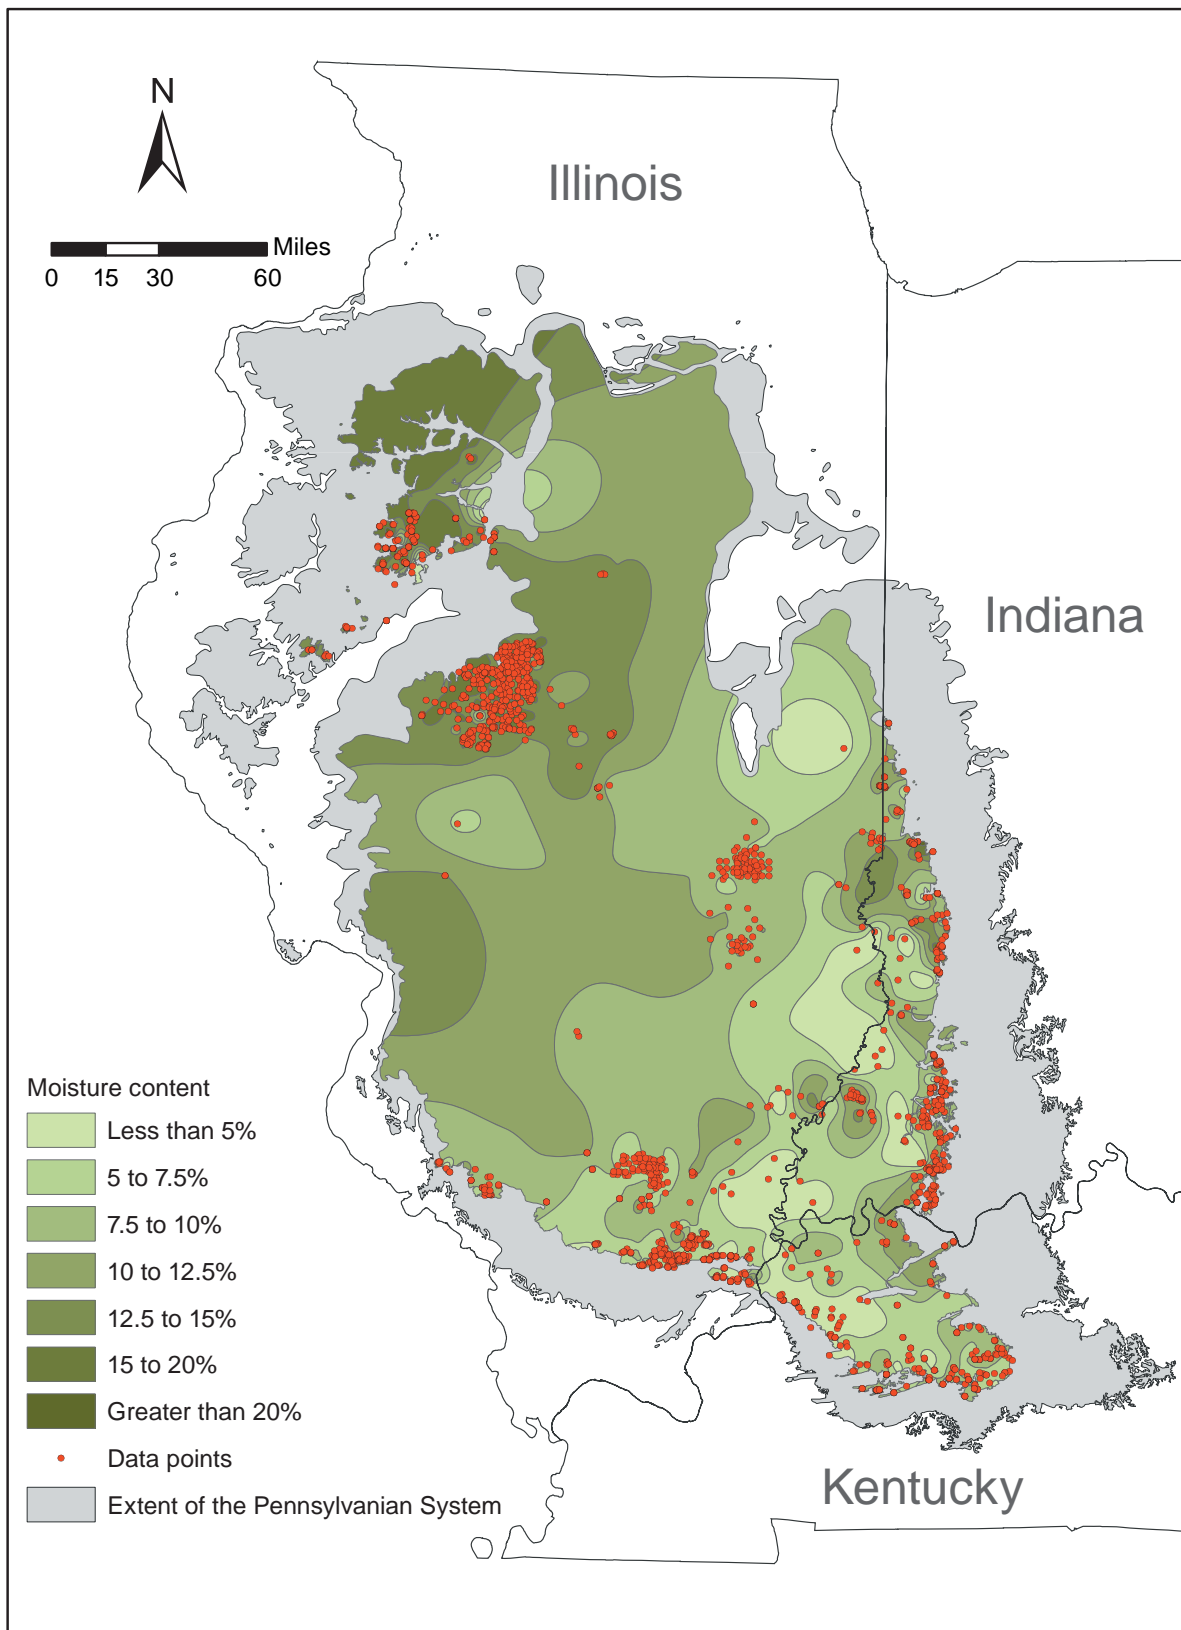 N
Illinois
Miles
0 15 30 60
Indiana
Moisture content
Less than 5%
5 to 7.5%
7.5 to 10%
10 to 12.5%
12.5 to 15%
15 to 20%
Greater than 20%
Data points
Extent of the Pennsylvanian System
Kentucky